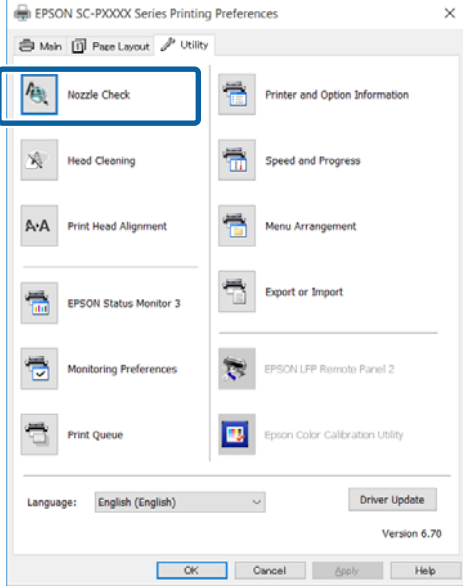 EPSON SC-PXXXX Series Printing Preferences
Main
Page Layout
Utility
Nozzle Check
Printer and Option Information
Head Cleaning
Speed and Progress
A·A
Print Head Alignment
Menu Arrangement
EPSON Status Monitor 3
Export or Import
Monitoring Preferences
EPSON LFP Remote Panel 2
Print Queue
Epson Color Calibration Utility
Language: English (English)
Driver Update
Version 6.70
OK
Cancel
Apply
Help